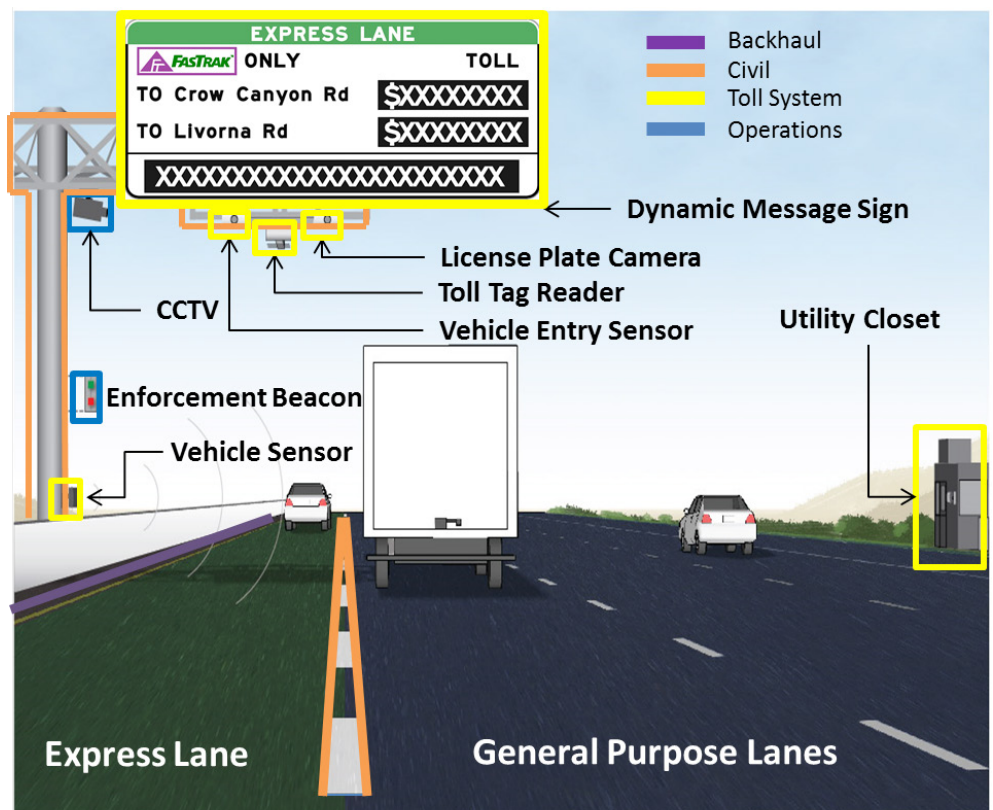 EXPRESS LANE
FASTRAK ONLY TOLL
TO Crow Canyon Rd $XXXXXXXX
TO Livorna Rd $XXXXXXXX
XXXXXXXXXXXXXXXXXXXXXXXX
Backhaul
Civil
Toll System
Operations
Dynamic Message Sign
License Plate Camera
Toll Tag Reader
CCTV
Vehicle Entry Sensor
Utility Closet
Enforcement Beacon
Vehicle Sensor
Express Lane
General Purpose Lanes